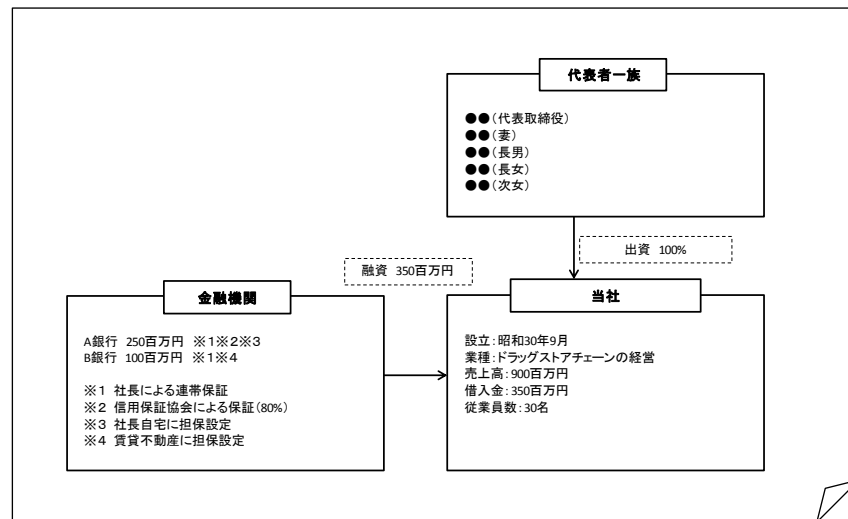 代表者一族
●●（代表取締役）
●●（妻）
●●（長男）
●●（長女）
●●（次女）
出資 100%
融資 350百万円
金融機関
A銀行 250百万円 ※1※2※3
B銀行 100百万円 ※1※4
※1 社長による連帯保証
※2 信用保証協会による保証（80%）
※3 社長自宅に担保設定
※4 賃貸不動産に担保設定
当社
設立：昭和30年9月
業種：ドラッグストアチェーンの経営
売上高：900百万円
借入金：350百万円
従業員数：30名